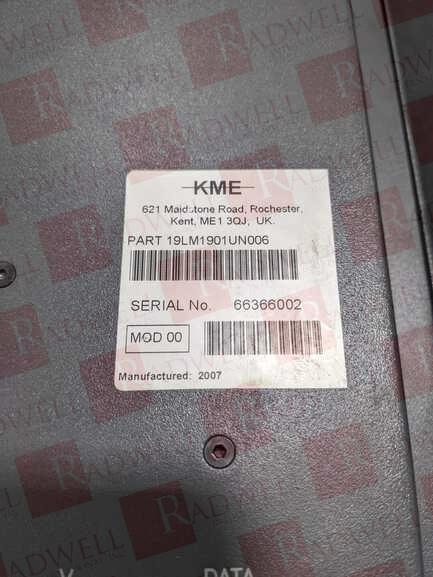 KME
621 Maidstone Road, Rochester,
Kent, ME1 3QJ, UK.
PART 19LM1901UN006
SERIAL No. 66366002
MOD 00
Manufactured: 2007
DATA
RADWELL